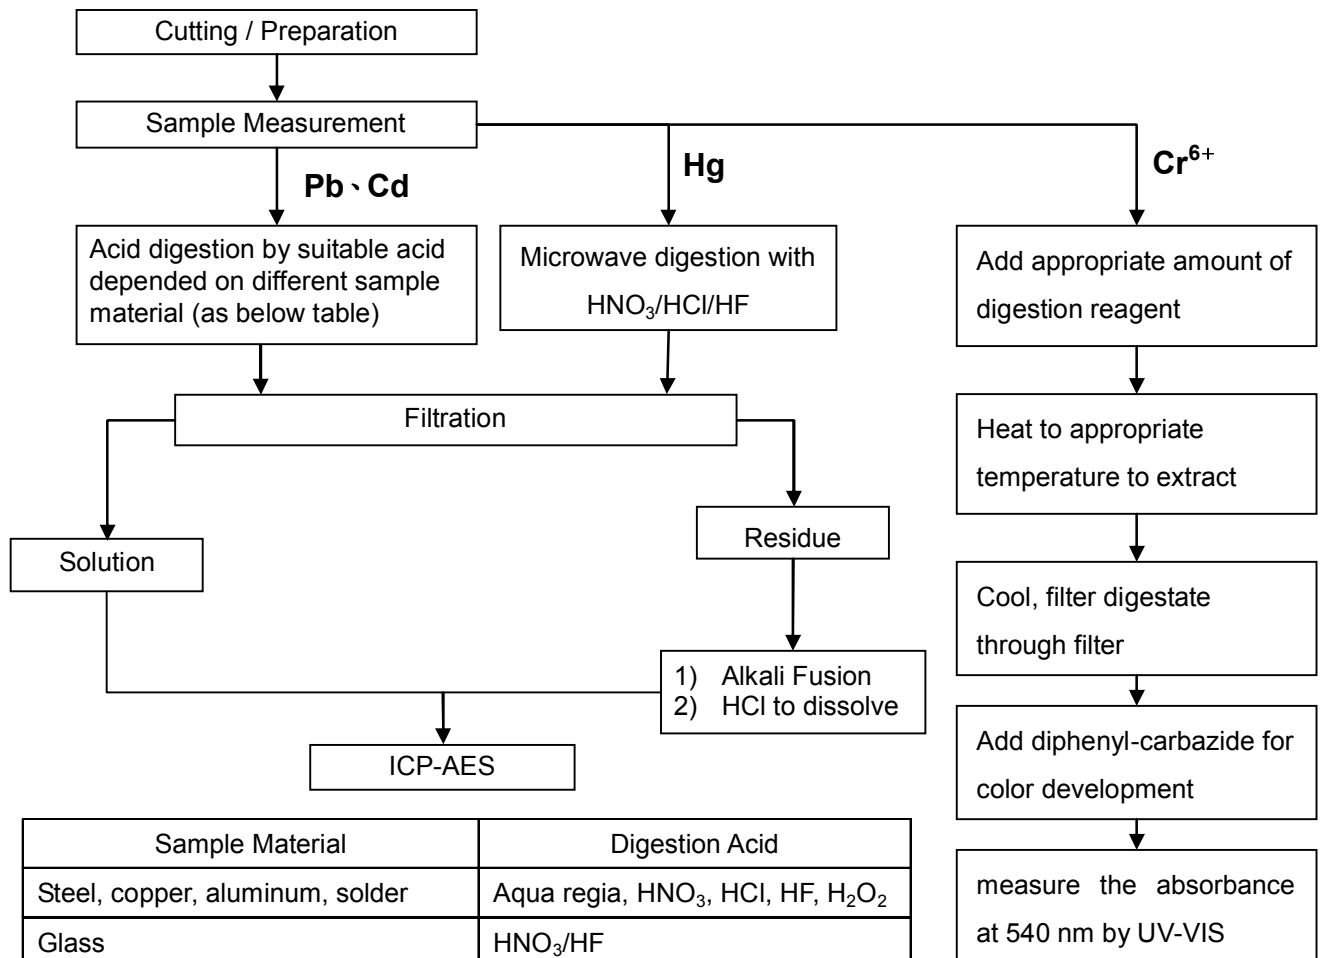 Cutting / Preparation
Sample Measurement
Pb、Cd
Hg
Cr⁶⁺
Acid digestion by suitable acid
depended on different sample
material (as below table)
Microwave digestion with
HNO₃/HCl/HF
Add appropriate amount of
digestion reagent
Filtration
Heat to appropriate
temperature to extract
Solution
Residue
Cool, filter digestate
through filter
1) Alkali Fusion
2) HCl to dissolve
ICP-AES
Add diphenyl-carbazide for
color development
measure the absorbance
at 540 nm by UV-VIS
Sample Material Digestion Acid
Steel, copper, aluminum, solder Aqua regia, HNO₃, HCl, HF, H₂O₂
Glass HNO₃/HF